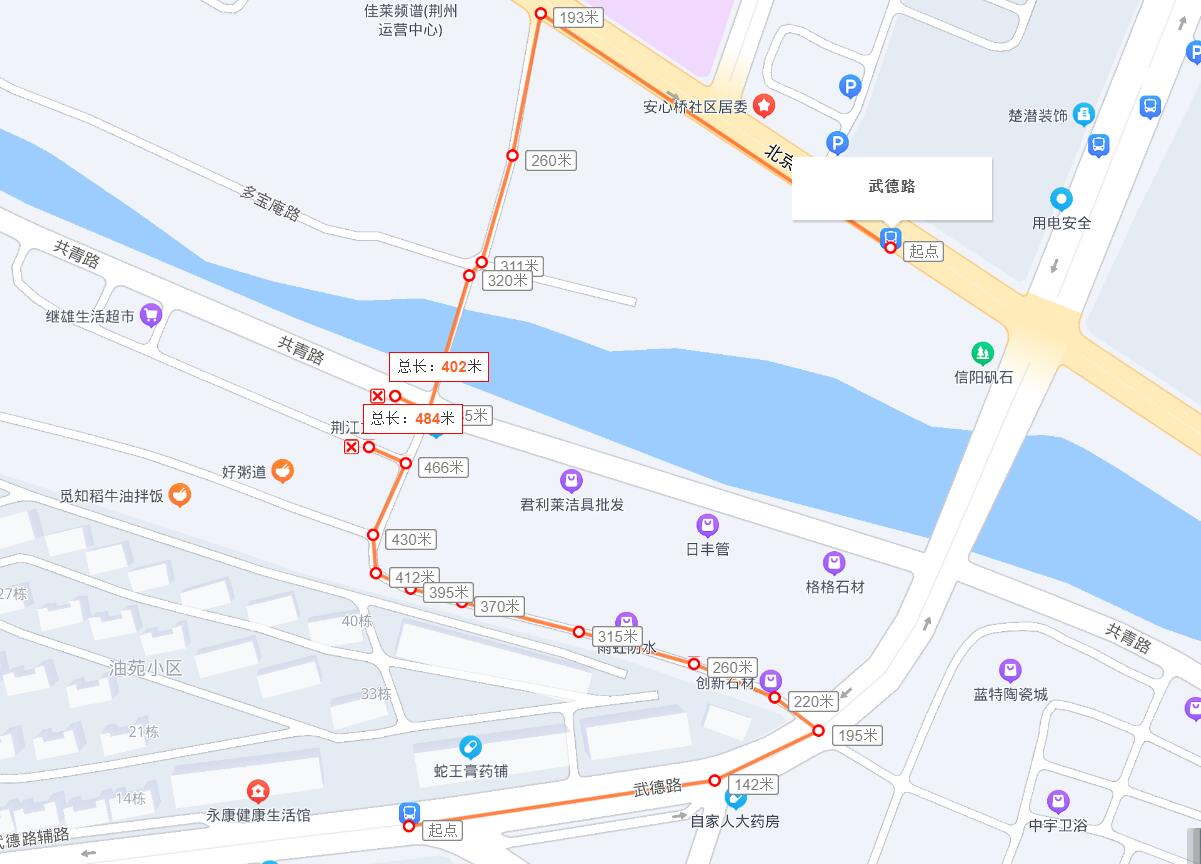 佳莱频谱(荆州
运营中心)
193米
安心桥社区居委
楚潜装饰
260米
北京
武德路
多宝庵路
用电安全
共青路
起点
311米
320米
继雄生活超市
共青路
总长：402米
信阳矾石
总长：484米
5米
荆江
466米
好粥道
觅知稻牛油拌饭
君利莱洁具批发
430米
日丰管
412米
395米
370米
格格石材
27栋
40栋
315米
雨虹防水
共青路
260米
油苑小区
创新石材
蓝特陶瓷城
33栋
220米
21栋
195米
蛇王膏药铺
武德路
142米
14栋
永康健康生活馆
自家人大药房
中宇卫浴
起点
武德路辅路